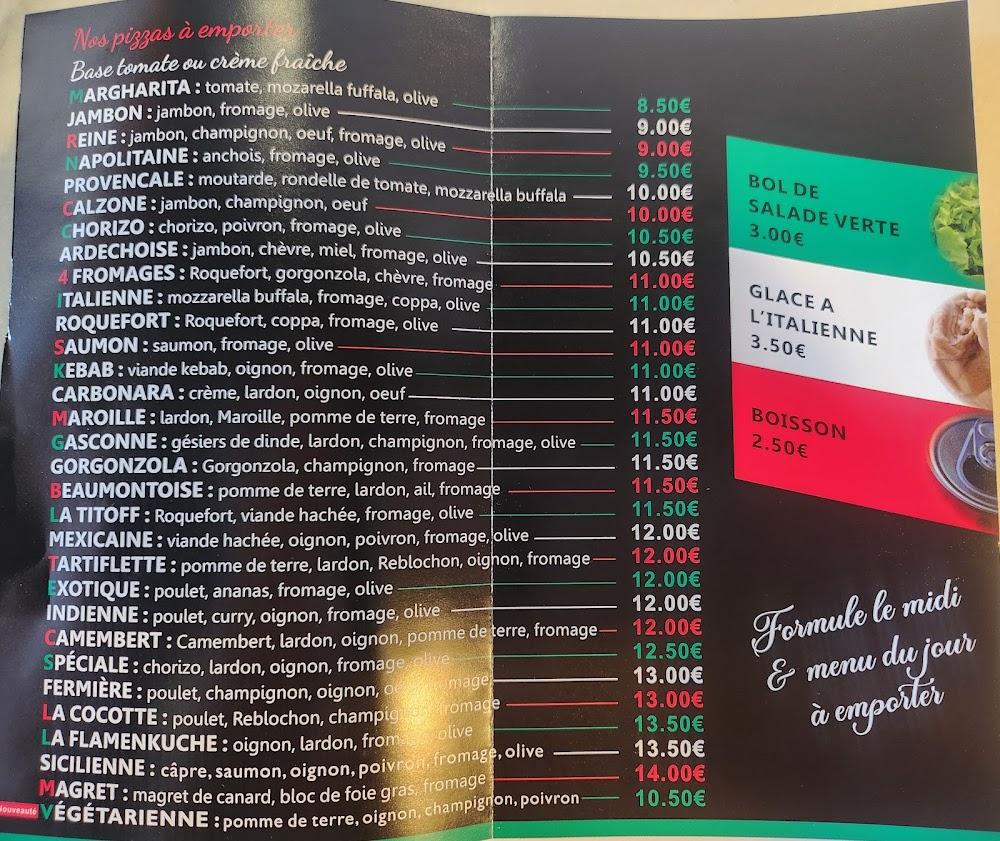 Nos pizzas à emporter
Base tomate ou crème fraîche
MARGHARITA : tomate, mozarella fuffala, olive 8.50€
JAMBON : jambon, fromage, olive 9.00€
REINE : jambon, champignon, oeuf, fromage, olive 9.00€
NAPOLITAINE : anchois, fromage, olive 9.50€
PROVENCALE : moutarde, rondelle de tomate, mozzarella buffala 10.00€
CALZONE : jambon, champignon, oeuf 10.00€
CHORIZO : chorizo, poivron, fromage, olive 10.50€
ARDECHOISE : jambon, chèvre, miel, fromage, olive 10.50€
4 FROMAGES : Roquefort, gorgonzola, chèvre, fromage 11.00€
ITALIENNE : mozzarella buffala, fromage, coppa, olive 11.00€
ROQUEFORT : Roquefort, coppa, fromage, olive 11.00€
SAUMON : saumon, fromage, olive 11.00€
KEBAB : viande kebab, oignon, fromage, olive 11.00€
CARBONARA : crème, lardon, oignon, oeuf 11.00€
MAROILLE : lardon, Maroille, pomme de terre, fromage 11.50€
GASCONNE : gésiers de dinde, lardon, champignon, fromage, olive 11.50€
GORGONZOLA : Gorgonzola, champignon, fromage 11.50€
BEAUMONTOISE : pomme de terre, lardon, ail, fromage 11.50€
LA TITOFF : Roquefort, viande hachée, fromage, olive 11.50€
MEXICAINE : viande hachée, oignon, poivron, fromage, olive 12.00€
TARTIFLETTE : pomme de terre, lardon, Reblochon, oignon, fromage 12.00€
EXOTIQUE : poulet, ananas, fromage, olive 12.00€
INDIENNE : poulet, curry, oignon, fromage, olive 12.00€
CAMEMBERT : Camembert, lardon, oignon, pomme de terre, fromage 12.00€
SPÉCIALE : chorizo, lardon, oignon, fromage, olive 12.50€
FERMIÈRE : poulet, champignon, oignon, fromage 13.00€
LA COCOTTE : poulet, Reblochon, champignon, fromage 13.00€
LA FLAMENKUCHE : oignon, lardon, fromage, olive 13.50€
SICILIENNE : câpre, saumon, oignon, poivron, fromage, olive 13.50€
MAGRET : magret de canard, bloc de foie gras, fromage 14.00€
Nouveauté VÉGÉTARIENNE : pomme de terre, oignon, champignon, poivron 10.50€
BOL DE
SALADE VERTE
3.00€
GLACE A
L'ITALIENNE
3.50€
BOISSON
2.50€
Formule le midi
& menu du jour
à emporter